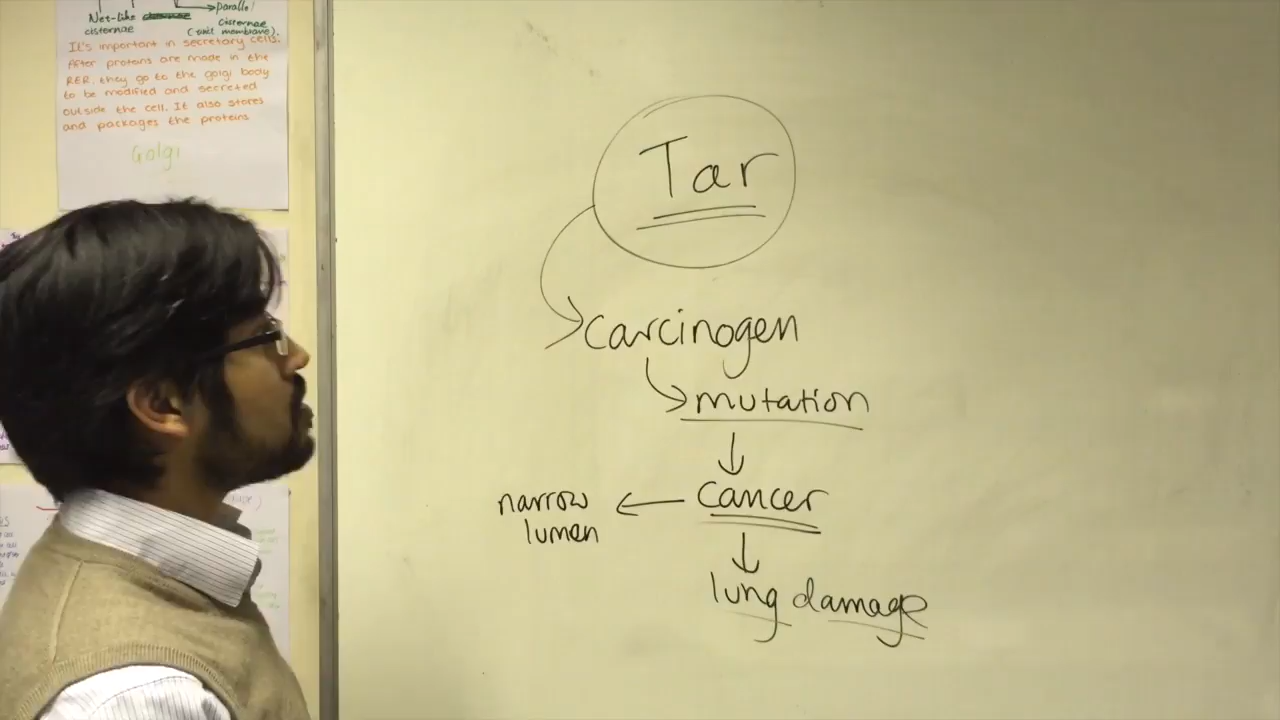 parallel
Net-like
cisternae
cisternae
(unit membrane).
It's important in secretary cells.
After proteins are made in the
RER, they go to the golgi body
to be modified and secreted
outside the cell. It also stores
and packages the proteins
Golgi
Tar
Carcinogen
mutation
Cancer
narrow
lumen
lung damage